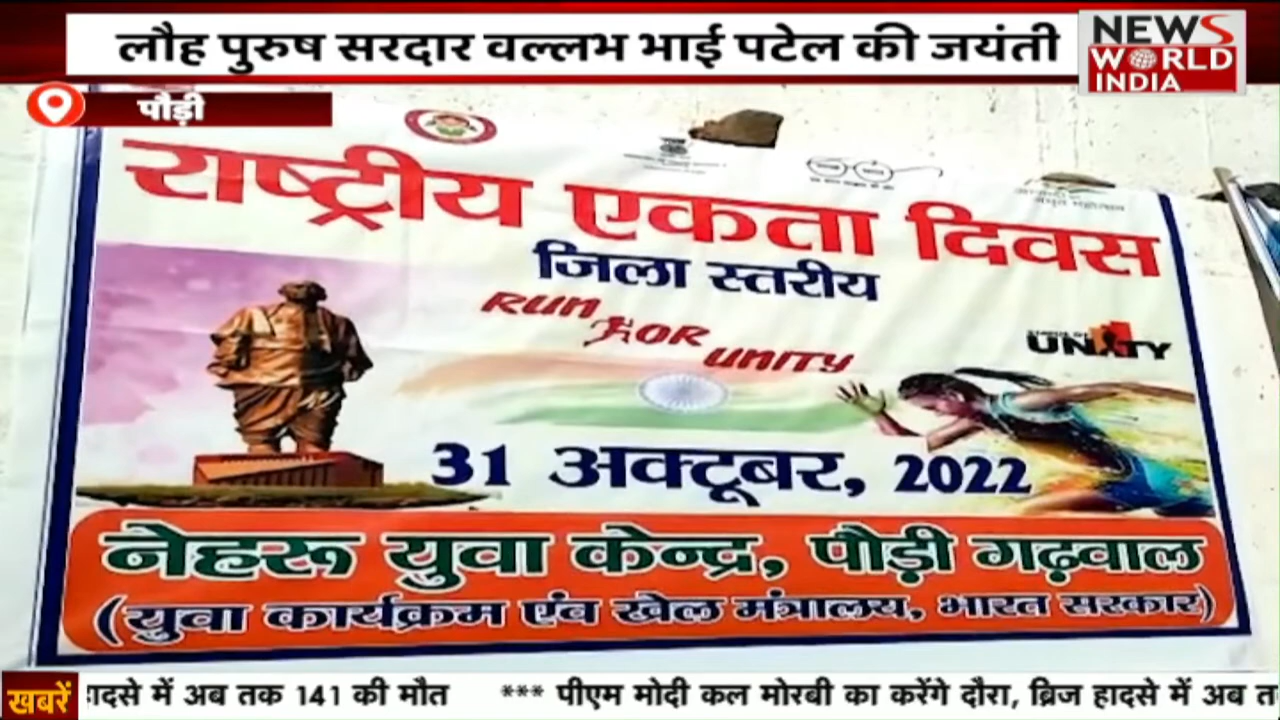 लौह पुरुष सरदार वल्लभ भाई पटेल की जयंती
NEWS
WORLD
INDIA
पौड़ी
राष्ट्रीय एकता दिवस
जिला स्तरीय
RUN
FOR
UNITY
UNITY
31 अक्टूबर, 2022
नेहरू युवा केन्द्र, पौड़ी गढ़वाल
(युवा कार्यक्रम एंव खेल मंत्रालय, भारत सरकार)
खबरें
हादसे में अब तक 141 की मौत *** पीएम मोदी कल मोरबी का करेंगे दौरा, ब्रिज हादसे में अब त